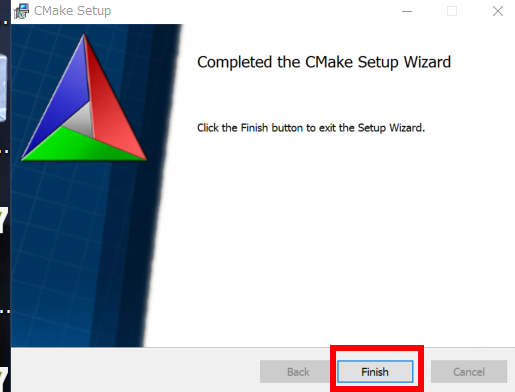 CMake Setup
Completed the CMake Setup Wizard
Click the Finish button to exit the Setup Wizard.
Back
Finish
Cancel